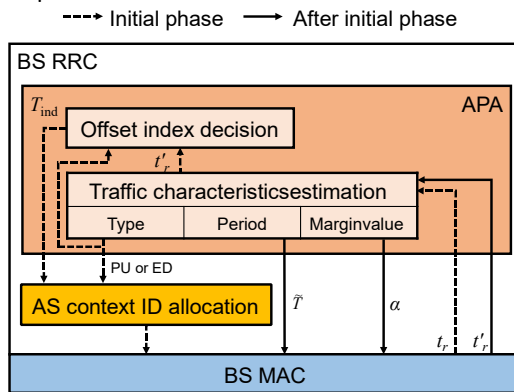 Initial phase After initial phase
BS RRC
APA
T_ind
Offset index decision
t'_r
Traffic characteristicsestimation
Type Period Marginvalue
PU or ED
AS context ID allocation
T̃ α
t_r t'_r
BS MAC